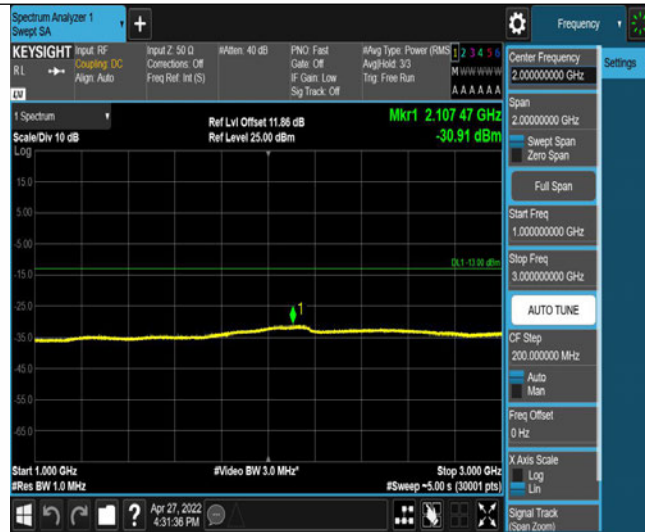 Spectrum Analyzer 1
Swept SA
+
Frequency
KEYSIGHT
RL
Input: RF
Coupling: DC
Align: Auto
Input Z: 50 Ω
Corrections: Off
Freq Ref: Int (S)
#Atten: 40 dB
PNO: Fast
Gate: Off
IF Gain: Low
Sig Track: Off
#Avg Type: Power (RMS
Avg|Hold: 3/3
Trig: Free Run
1 2 3 4 5 6
M W W W W W
A A A A A A
1 Spectrum
Scale/Div 10 dB
Log
Ref Lvl Offset 11.86 dB
Ref Level 25.00 dBm
Mkr1 2.107 47 GHz
-30.91 dBm
15.0
5.00
-5.00
DL1 -13.00 dBm
-15.0
1
-25.0
-35.0
-45.0
-55.0
-65.0
Start 1.000 GHz
#Res BW 1.0 MHz
#Video BW 3.0 MHz*
Stop 3.000 GHz
#Sweep ~5.00 s (30001 pts)
Apr 27, 2022
4:31:36 PM
Center Frequency
2.000000000 GHz
Settings
Span
2.00000000 GHz
Swept Span
Zero Span
Full Span
Start Freq
1.000000000 GHz
Stop Freq
3.000000000 GHz
AUTO TUNE
CF Step
200.000000 MHz
Auto
Man
Freq Offset
0 Hz
X Axis Scale
Log
Lin
Signal Track
(Span Zoom)